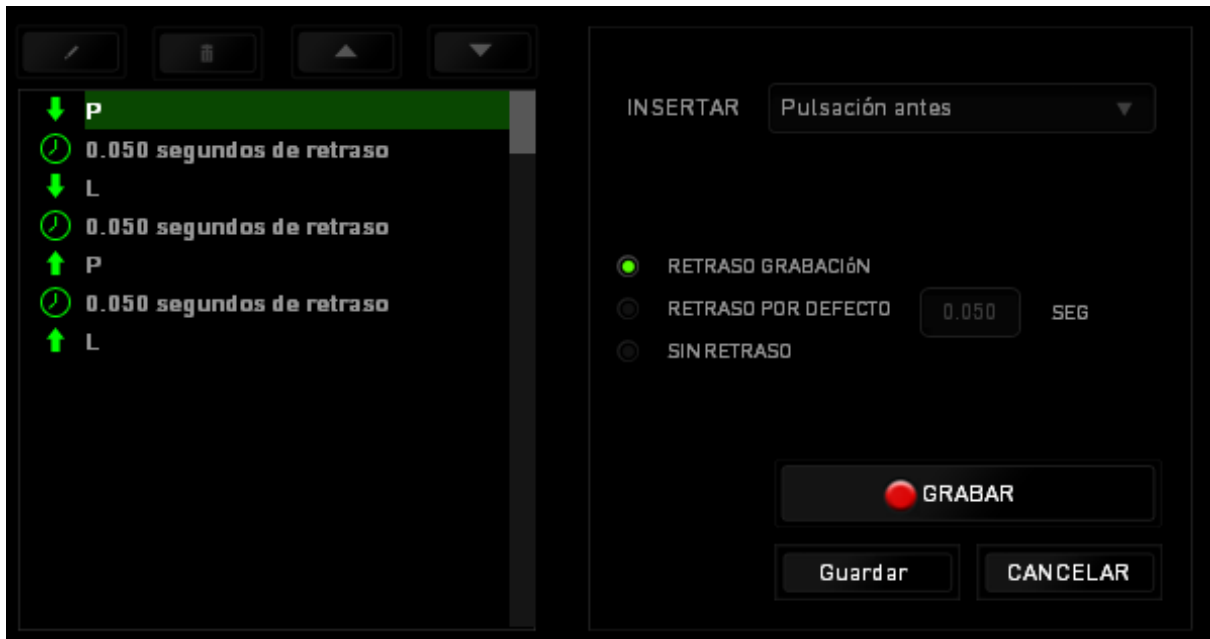 P
0.050 segundos de retraso
L
0.050 segundos de retraso
P
0.050 segundos de retraso
L
INSERTAR Pulsación antes
RETRASO GRABACIóN
RETRASO POR DEFECTO 0.050 SEG
SIN RETRASO
GRABAR
Guardar CANCELAR